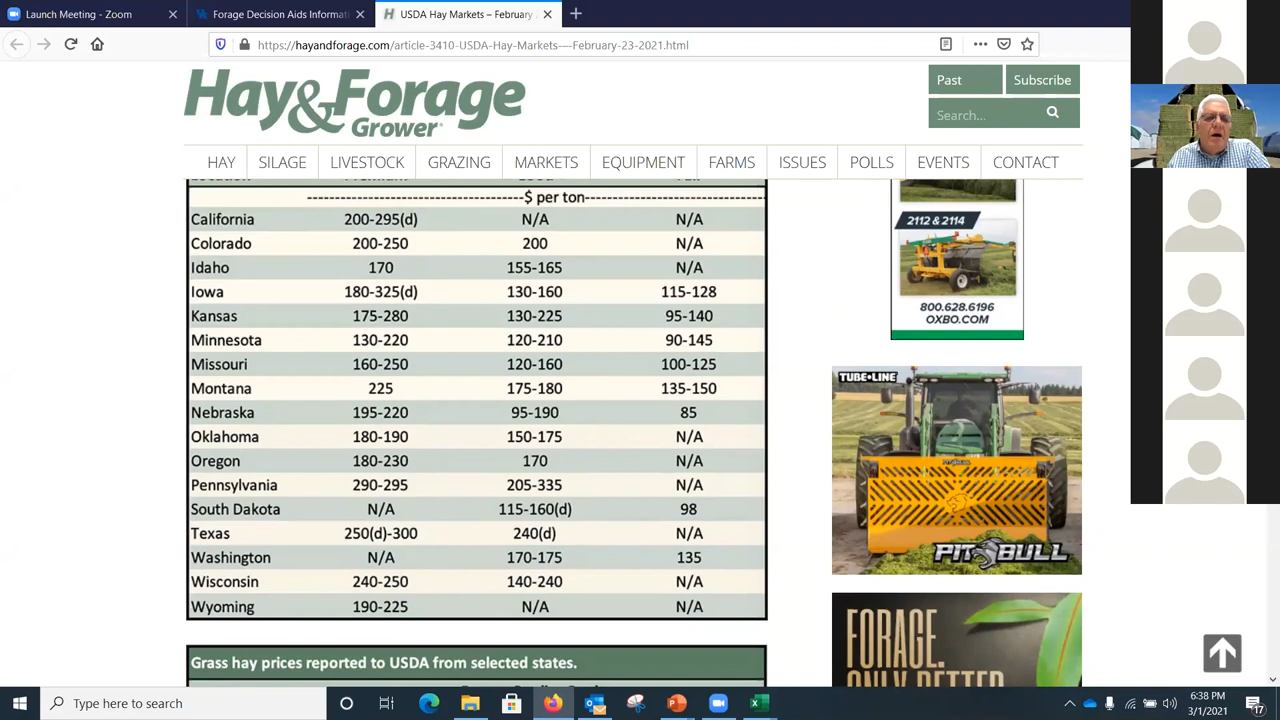 Launch Meeting - Zoom
Forage Decision Aids Informati
USDA Hay Markets – February
https://hayandforage.com/article-3410-USDA-Hay-Markets-—-February-23-2021.html
Hay&Forage
Grower
Past
Subscribe
Search...
HAY SILAGE LIVESTOCK GRAZING MARKETS EQUIPMENT FARMS ISSUES POLLS EVENTS CONTACT
$ per ton
California 200-295(d) N/A N/A
Colorado 200-250 200 N/A
Idaho 170 155-165 N/A
Iowa 180-325(d) 130-160 115-128
Kansas 175-280 130-225 95-140
Minnesota 130-220 120-210 90-145
Missouri 160-250 120-160 100-125
Montana 225 175-180 135-150
Nebraska 195-220 95-190 85
Oklahoma 180-190 150-175 N/A
Oregon 180-230 170 N/A
Pennsylvania 290-295 205-335 N/A
South Dakota N/A 115-160(d) 98
Texas 250(d)-300 240(d) N/A
Washington N/A 170-175 135
Wisconsin 240-250 140-240 N/A
Wyoming 190-225 N/A N/A
Grass hay prices reported to USDA from selected states.
2112 & 2114
800.628.6196
OXBO.COM
TUBE-LINE
PITBULL
FORAGE.
ONLY BETTER
Type here to search
6:38 PM
3/1/2021
17